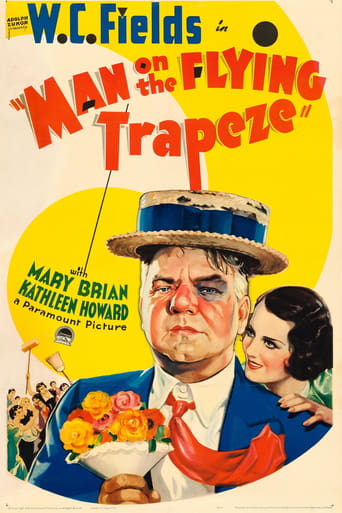 ADOLPH
ZUKOR
presents
W.C. Fields in
"MAN on
the FLYING
Trapeze"
with
MARY BRIAN
KATHLEEN HOWARD
a Paramount Picture